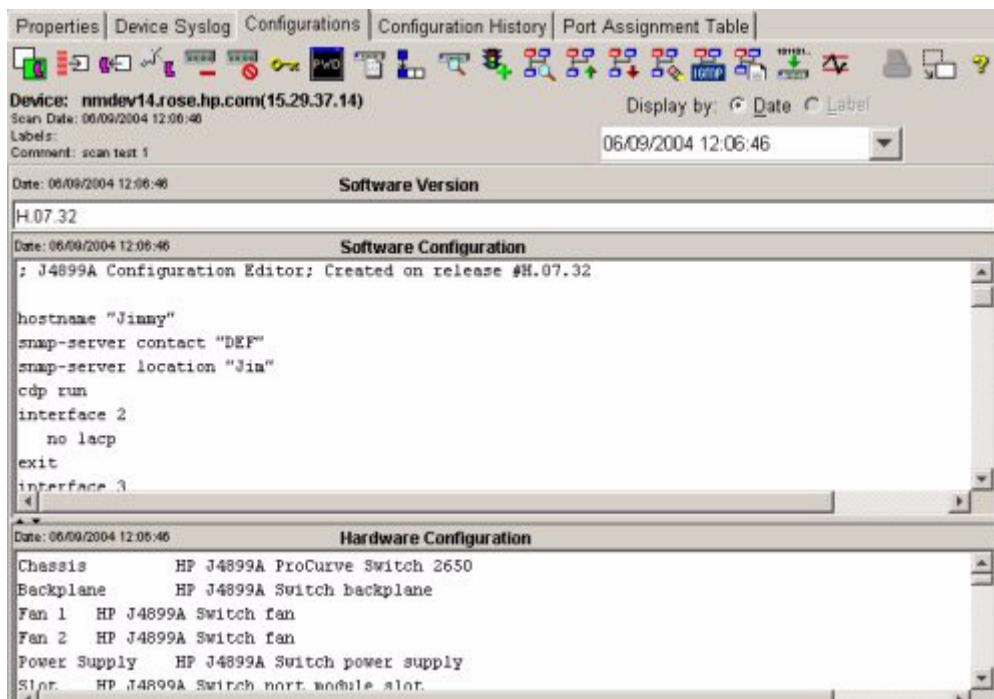 Properties Device Syslog Configurations Configuration History Port Assignment Table
PWD IGMP
Device: nmdev14.rose.hp.com(15.29.37.14)
Scan Date: 06/09/2004 12:06:46
Labels:
Comment: scan test 1
Display by: Date Label
06/09/2004 12:06:46
Date: 06/09/2004 12:06:46 Software Version
H.07.32
Date: 06/09/2004 12:06:46 Software Configuration
; J4899A Configuration Editor; Created on release #H.07.32
hostname "Jimmy"
snmp-server contact "DEF"
snmp-server location "Jim"
cdp run
interface 2
no lacp
exit
interface 3
Date: 06/09/2004 12:06:46 Hardware Configuration
Chassis HP J4899A ProCurve Switch 2650
Backplane HP J4899A Switch backplane
Fan 1 HP J4899A Switch fan
Fan 2 HP J4899A Switch fan
Power Supply HP J4899A Switch power supply
Slot HP J4899A Switch port module slot